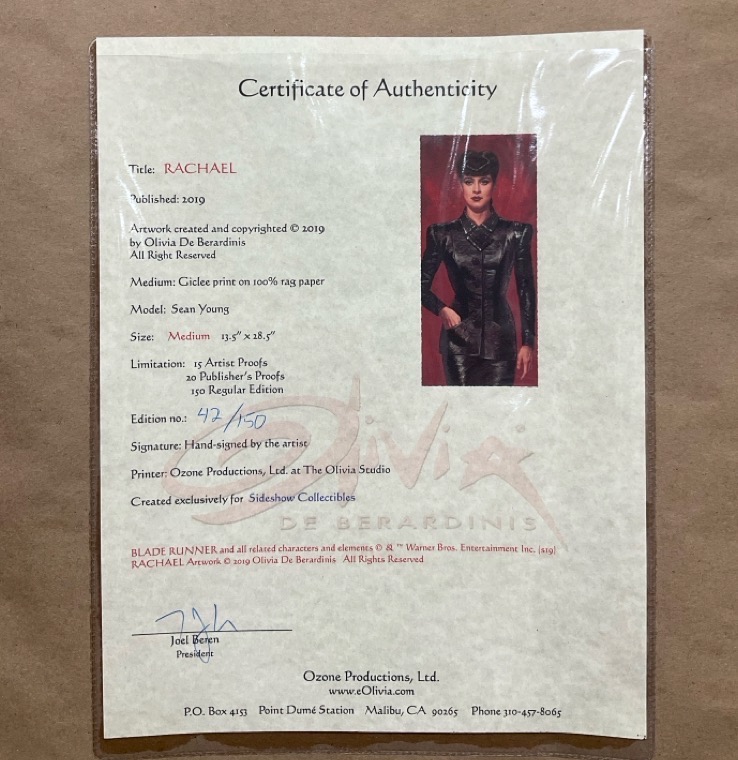 Certificate of Authenticity
Title: RACHAEL
Published: 2019
Artwork created and copyrighted © 2019
by Olivia De Berardinis
All Right Reserved
Medium: Giclee print on 100% rag paper
Model: Sean Young
Size: Medium 13.5" x 28.5"
Limitation: 15 Artist Proofs
20 Publisher's Proofs
150 Regular Edition
Edition no.: 42/150
Signature: Hand-signed by the artist
Printer: Ozone Productions, Ltd. at The Olivia Studio
Created exclusively for Sideshow Collectibles
Olivia
DE BERARDINIS
BLADE RUNNER and all related characters and elements © & ™ Warner Bros. Entertainment Inc. (s19)
RACHAEL Artwork © 2019 Olivia De Berardinis All Rights Reserved
Joel Beren
President
Ozone Productions, Ltd.
www.eOlivia.com
P.O. Box 4153 Point Dumé Station Malibu, CA 90265 Phone 310-457-8065